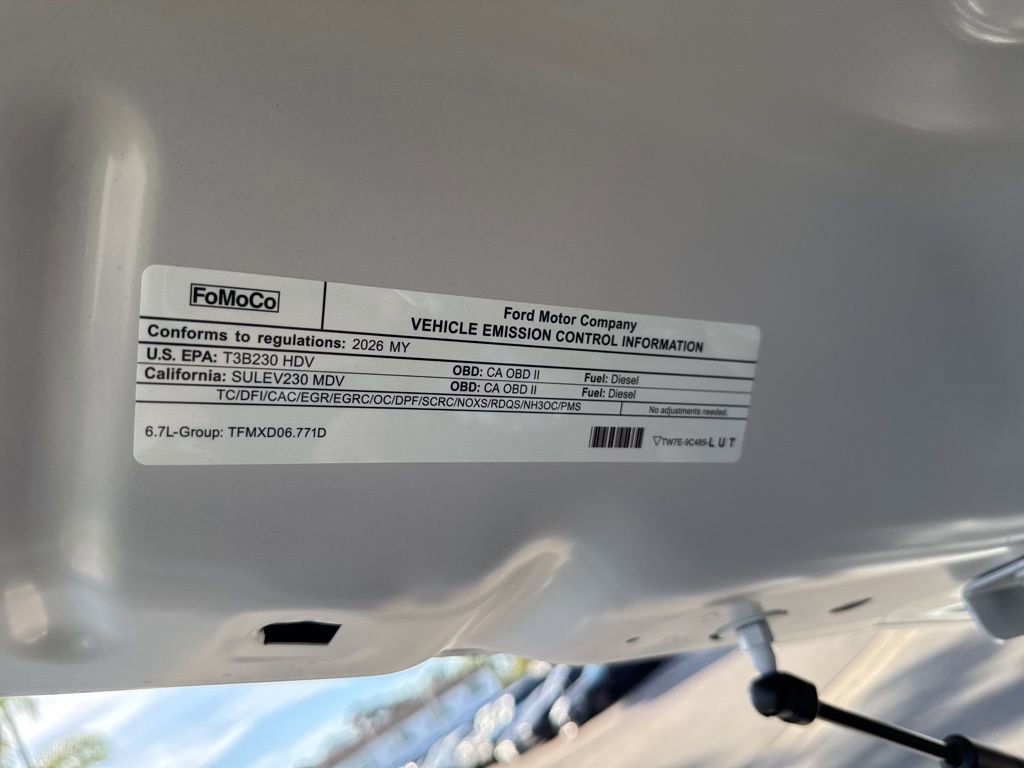 FoMoCo
Ford Motor Company
VEHICLE EMISSION CONTROL INFORMATION
Conforms to regulations: 2026 MY
U.S. EPA: T3B230 HDV OBD: CA OBD II Fuel: Diesel
California: SULEV230 MDV OBD: CA OBD II Fuel: Diesel
TC/DFI/CAC/EGR/EGRC/OC/DPF/SCRC/NOXS/RDQS/NH3OC/PMS No adjustments needed.
6.7L-Group: TFMXD06.771D TW7E-9C485-L U T